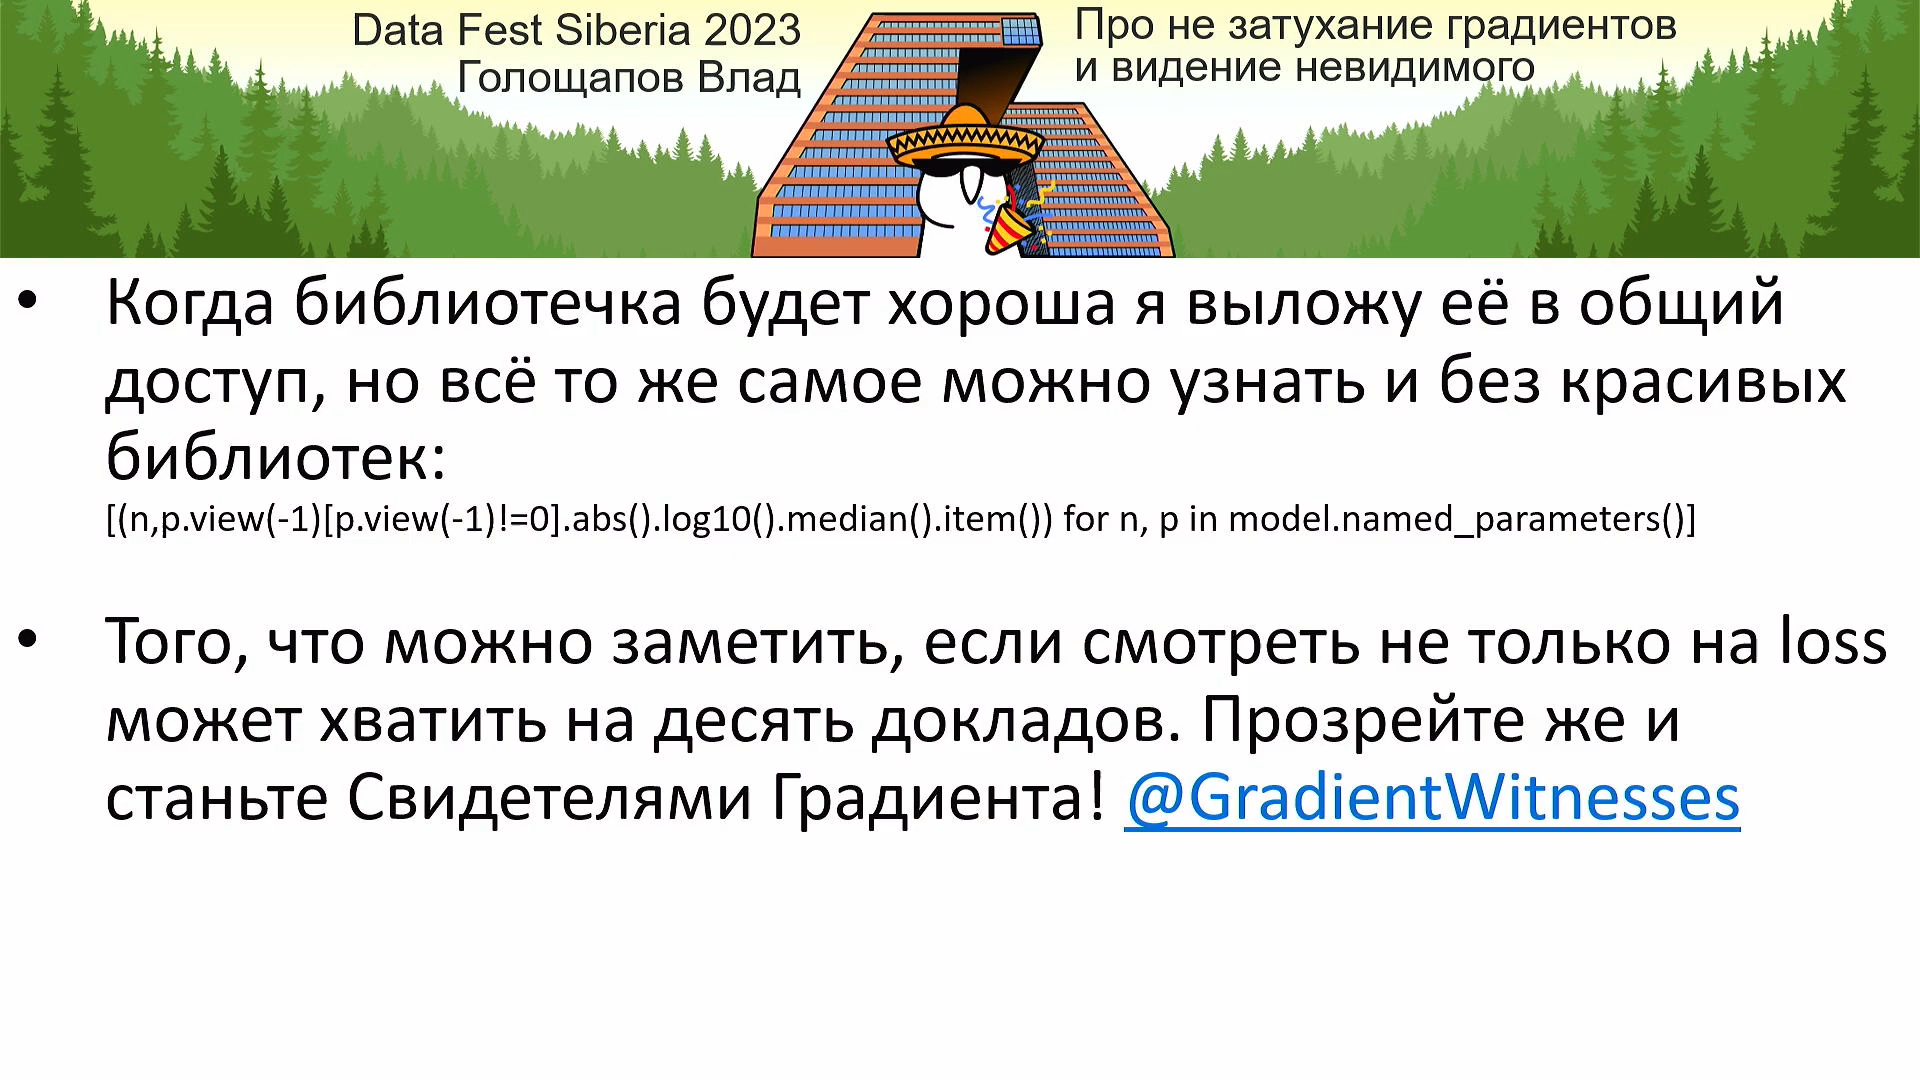 Data Fest Siberia 2023
Голощапов Влад
Про не затухание градиентов
и видение невидимого
• Когда библиотечка будет хороша я выложу её в общий
доступ, но всё то же самое можно узнать и без красивых
библиотек:
[(n,p.view(-1)[p.view(-1)!=0].abs().log10().median().item()) for n, p in model.named_parameters()]
• Того, что можно заметить, если смотреть не только на loss
может хватить на десять докладов. Прозрейте же и
станьте Свидетелями Градиента! @GradientWitnesses